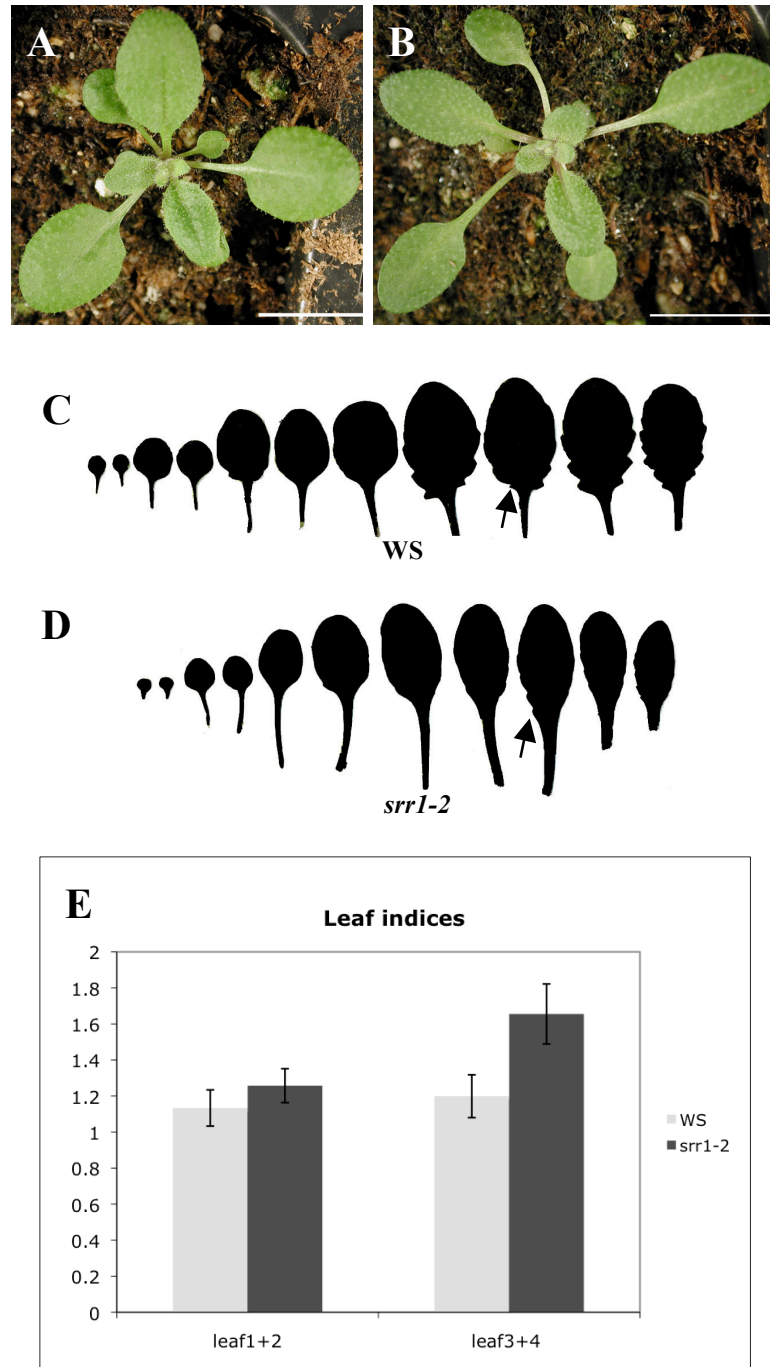 A
B
C
WS
D
srr1-2
E
Leaf indices
2
1.8
1.6
1.4
1.2
1
0.8
0.6
0.4
0.2
0
leaf1+2
leaf3+4
WS
srr1-2